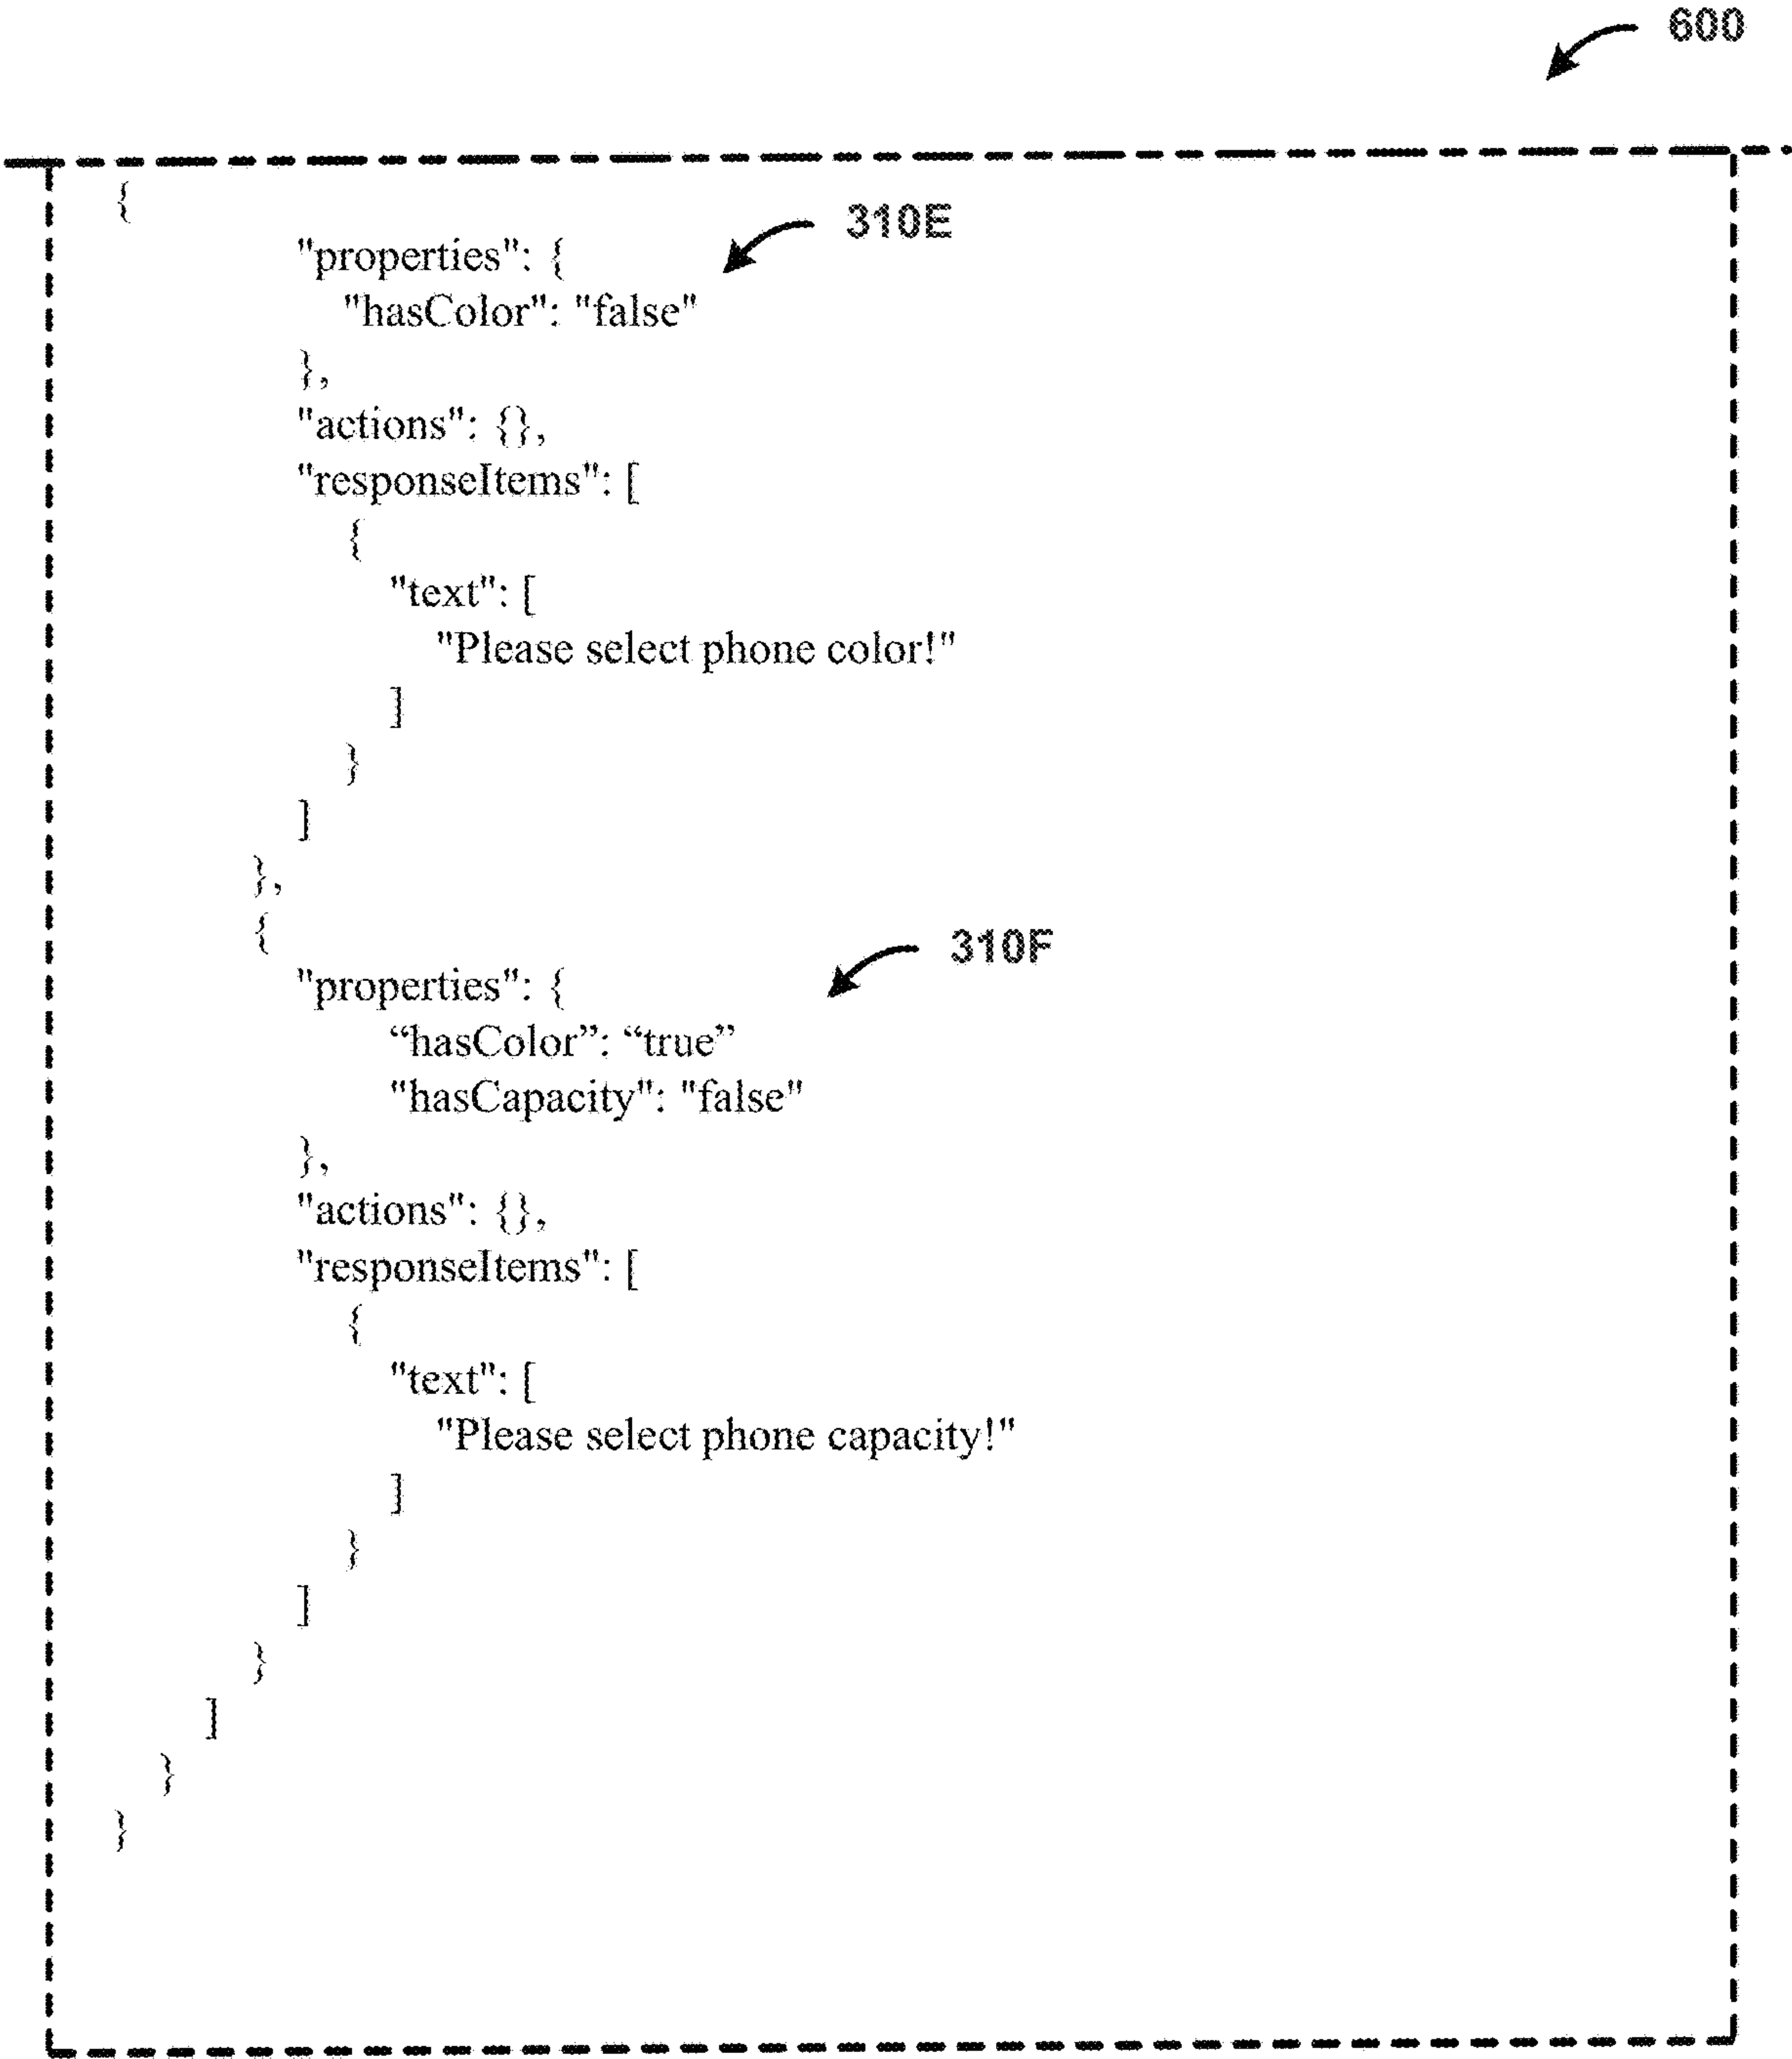 600
{
310E
"properties": {
"hasColor": "false"
},
"actions": {},
"responseItems": [
{
"text": [
"Please select phone color!"
]
}
]
},
{
310F
"properties": {
“hasColor”: “true”
"hasCapacity": "false"
},
"actions": {},
"responseItems": [
{
"text": [
"Please select phone capacity!"
]
}
]
}
]
}
}